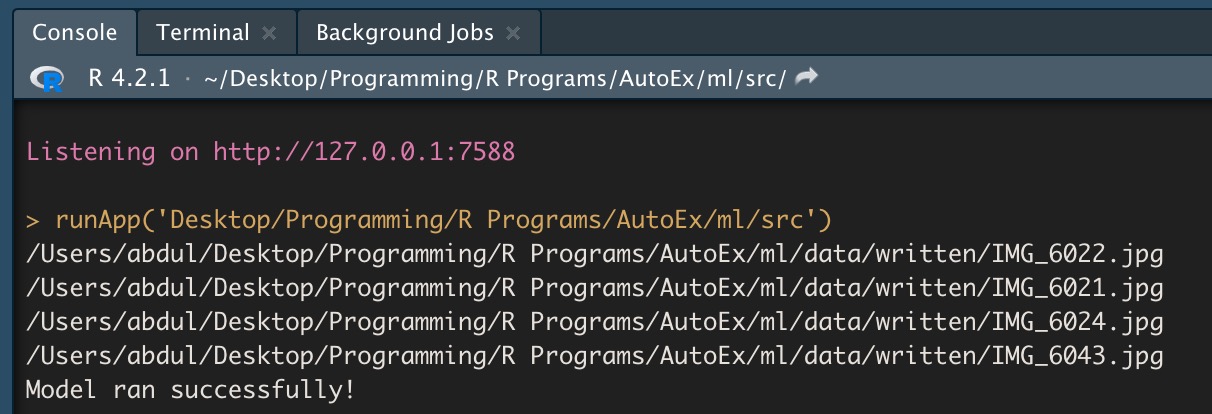 Console Terminal × Background Jobs ×
R R 4.2.1 · ~/Desktop/Programming/R Programs/AutoEx/ml/src/
Listening on http://127.0.0.1:7588
> runApp('Desktop/Programming/R Programs/AutoEx/ml/src')
/Users/abdul/Desktop/Programming/R Programs/AutoEx/ml/data/written/IMG_6022.jpg
/Users/abdul/Desktop/Programming/R Programs/AutoEx/ml/data/written/IMG_6021.jpg
/Users/abdul/Desktop/Programming/R Programs/AutoEx/ml/data/written/IMG_6024.jpg
/Users/abdul/Desktop/Programming/R Programs/AutoEx/ml/data/written/IMG_6043.jpg
Model ran successfully!